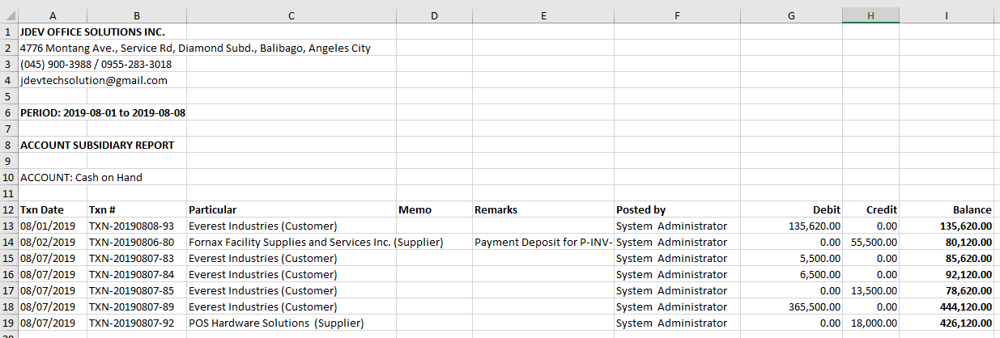 A B C D E F G H I
1 JDEV OFFICE SOLUTIONS INC.
2 4776 Montang Ave., Service Rd, Diamond Subd., Balibago, Angeles City
3 (045) 900-3988 / 0955-283-3018
4 jdevtechsolution@gmail.com
5
6 PERIOD: 2019-08-01 to 2019-08-08
7
8 ACCOUNT SUBSIDIARY REPORT
9
10 ACCOUNT: Cash on Hand
11
12 Txn Date Txn # Particular Memo Remarks Posted by Debit Credit Balance
13 08/01/2019 TXN-20190808-93 Everest Industries (Customer) System Administrator 135,620.00 0.00 135,620.00
14 08/02/2019 TXN-20190806-80 Fornax Facility Supplies and Services Inc. (Supplier) Payment Deposit for P-INV- System Administrator 0.00 55,500.00 80,120.00
15 08/07/2019 TXN-20190807-83 Everest Industries (Customer) System Administrator 5,500.00 0.00 85,620.00
16 08/07/2019 TXN-20190807-84 Everest Industries (Customer) System Administrator 6,500.00 0.00 92,120.00
17 08/07/2019 TXN-20190807-85 Everest Industries (Customer) System Administrator 0.00 13,500.00 78,620.00
18 08/07/2019 TXN-20190807-89 Everest Industries (Customer) System Administrator 365,500.00 0.00 444,120.00
19 08/07/2019 TXN-20190807-92 POS Hardware Solutions (Supplier) System Administrator 0.00 18,000.00 426,120.00